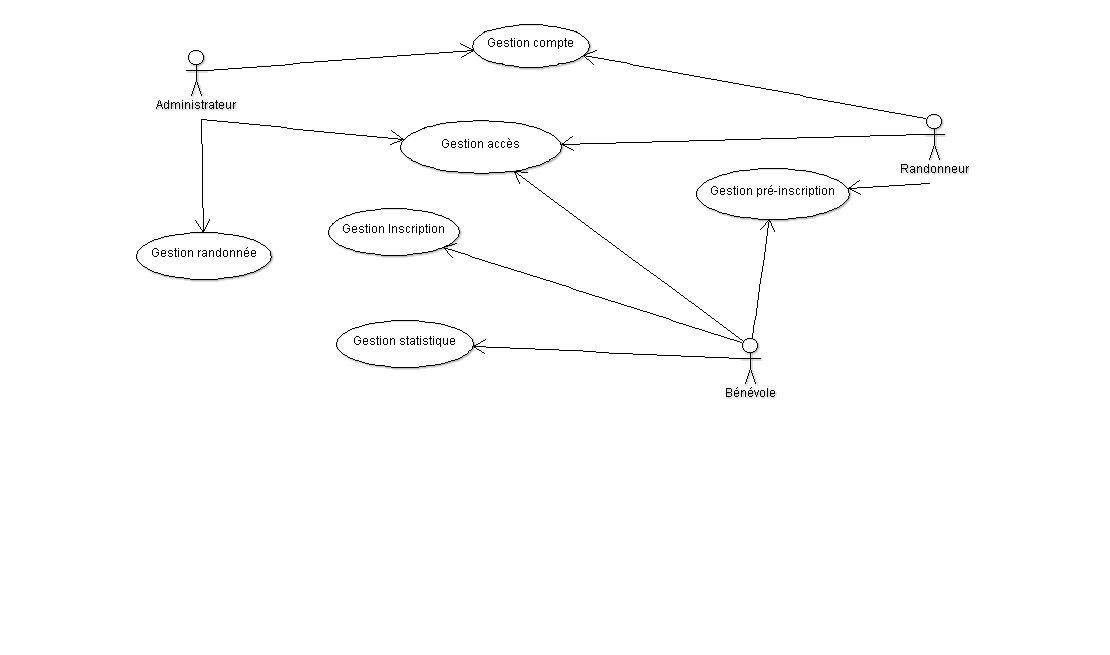 Gestion compte
Administrateur
Gestion accès
Randonneur
Gestion pré-inscription
Gestion Inscription
Gestion randonnée
Gestion statistique
Bénévole